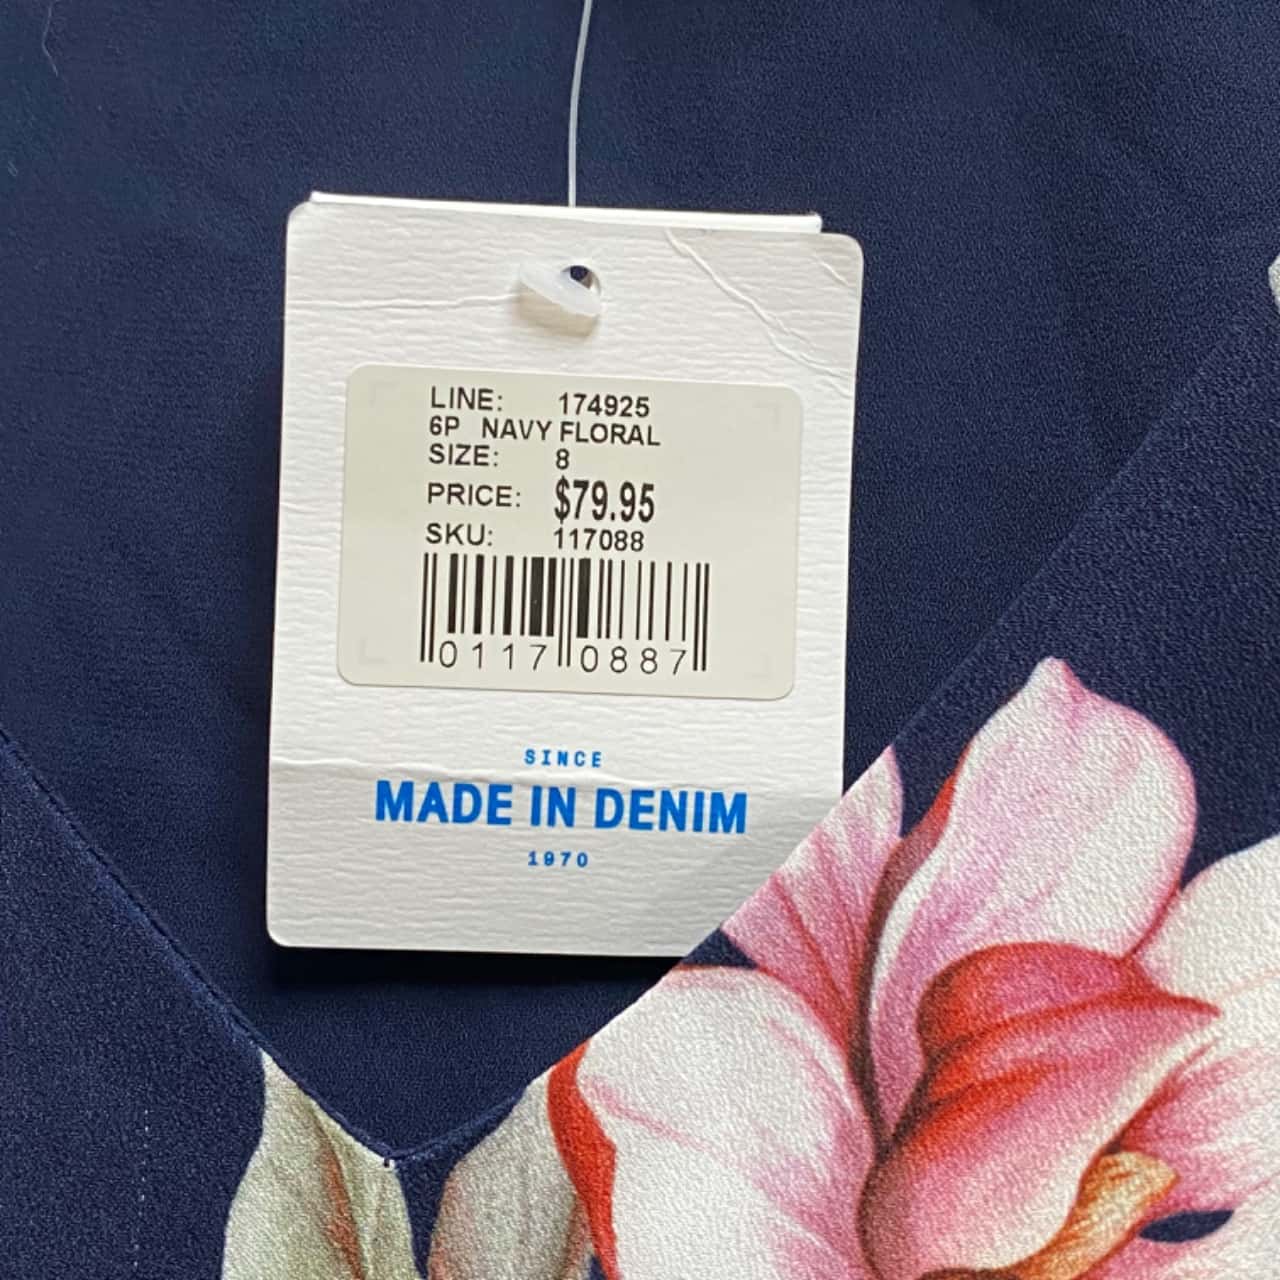 LINE: 174925
6P NAVY FLORAL
SIZE: 8
PRICE: $79.95
SKU: 117088
0117 0887
SINCE
MADE IN DENIM
1970